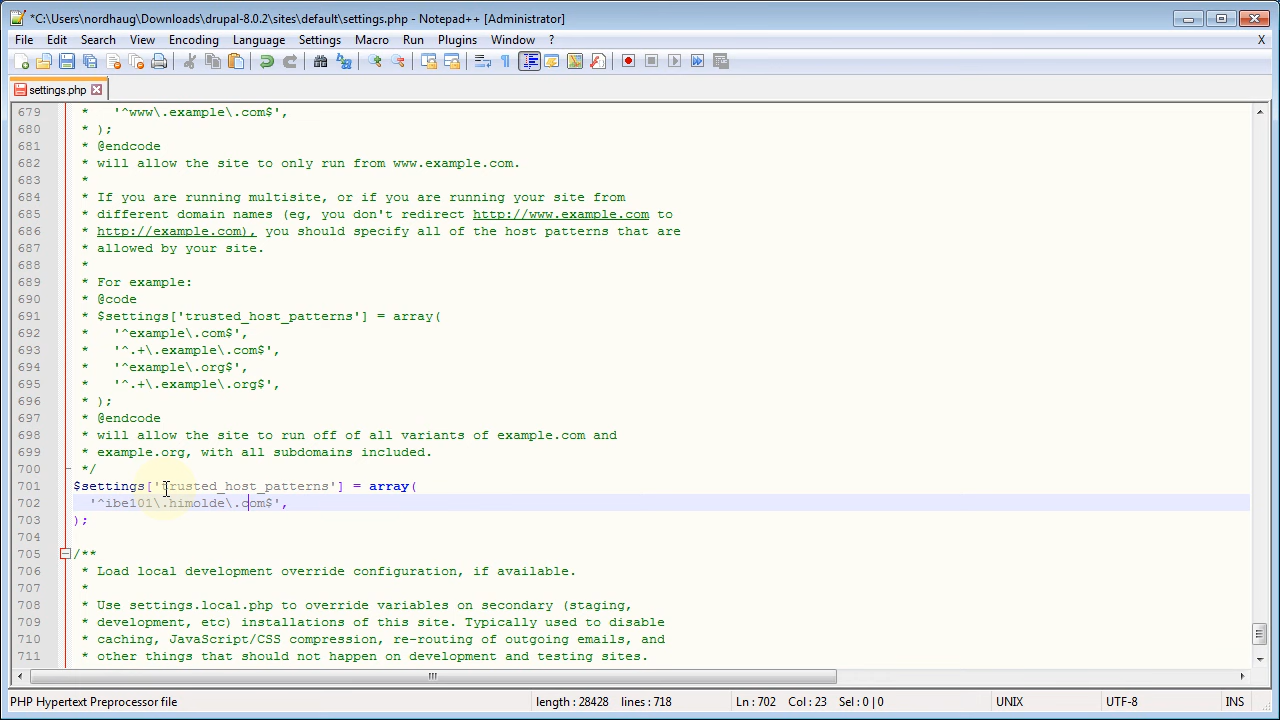 *C:\Users\nordhaug\Downloads\drupal-8.0.2\sites\default\settings.php - Notepad++ [Administrator]
File Edit Search View Encoding Language Settings Macro Run Plugins Window ? X
settings.php
679 *   '^www\.example\.com$',
680 * );
681 * @endcode
682 * will allow the site to only run from www.example.com.
683 *
684 * If you are running multisite, or if you are running your site from
685 * different domain names (eg, you don't redirect http://www.example.com to
686 * http://example.com), you should specify all of the host patterns that are
687 * allowed by your site.
688 *
689 * For example:
690 * @code
691 * $settings['trusted_host_patterns'] = array(
692 *   '^example\.com$',
693 *   '^.+\.example\.com$',
694 *   '^example\.org$',
695 *   '^.+\.example\.org$',
696 * );
697 * @endcode
698 * will allow the site to run off of all variants of example.com and
699 * example.org, with all subdomains included.
700 */
701 $settings['trusted_host_patterns'] = array(
702   '^ibe101\.himolde\.com$',
703 );
704
705 /**
706 * Load local development override configuration, if available.
707 *
708 * Use settings.local.php to override variables on secondary (staging,
709 * development, etc) installations of this site. Typically used to disable
710 * caching, JavaScript/CSS compression, re-routing of outgoing emails, and
711 * other things that should not happen on development and testing sites.
PHP Hypertext Preprocessor file length : 28428 lines : 718 Ln : 702 Col : 23 Sel : 0 | 0 UNIX UTF-8 INS